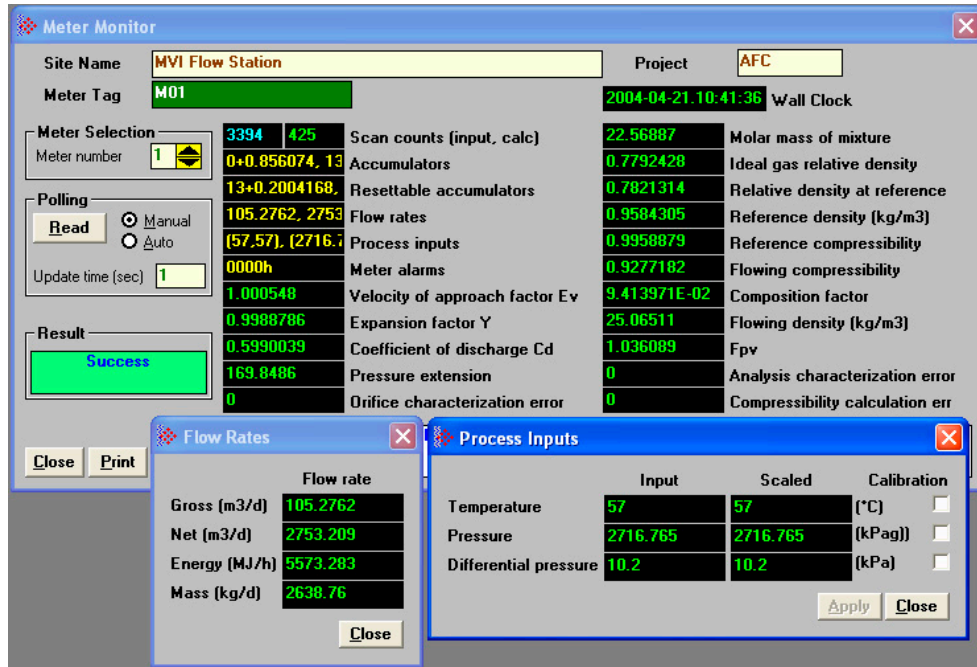 Meter Monitor
Site Name MVI Flow Station Project AFC
Meter Tag M01 2004-04-21.10:41:36 Wall Clock
Meter Selection
Meter number 1
Polling
Read Manual
Auto
Update time (sec) 1
Result
Success
Close Print
3394 425 Scan counts (input, calc)
0+0.856074, 13 Accumulators
13+0.2004168, Resettable accumulators
105.2762, 2753 Flow rates
(57,57), (2716.7 Process inputs
0000h Meter alarms
1.000548 Velocity of approach factor Ev
0.9988786 Expansion factor Y
0.5990039 Coefficient of discharge Cd
169.8486 Pressure extension
0 Orifice characterization error
22.56887 Molar mass of mixture
0.7792428 Ideal gas relative density
0.7821314 Relative density at reference
0.9584305 Reference density (kg/m3)
0.9958879 Reference compressibility
0.9277182 Flowing compressibility
9.413971E-02 Composition factor
25.06511 Flowing density (kg/m3)
1.036089 Fpv
0 Analysis characterization error
0 Compressibility calculation err
Flow Rates
Flow rate
Gross (m3/d) 105.2762
Net (m3/d) 2753.209
Energy (MJ/h) 5573.283
Mass (kg/d) 2638.76
Close
Process Inputs
Input Scaled Calibration
Temperature 57 57 (°C)
Pressure 2716.765 2716.765 (kPag))
Differential pressure 10.2 10.2 (kPa)
Apply Close